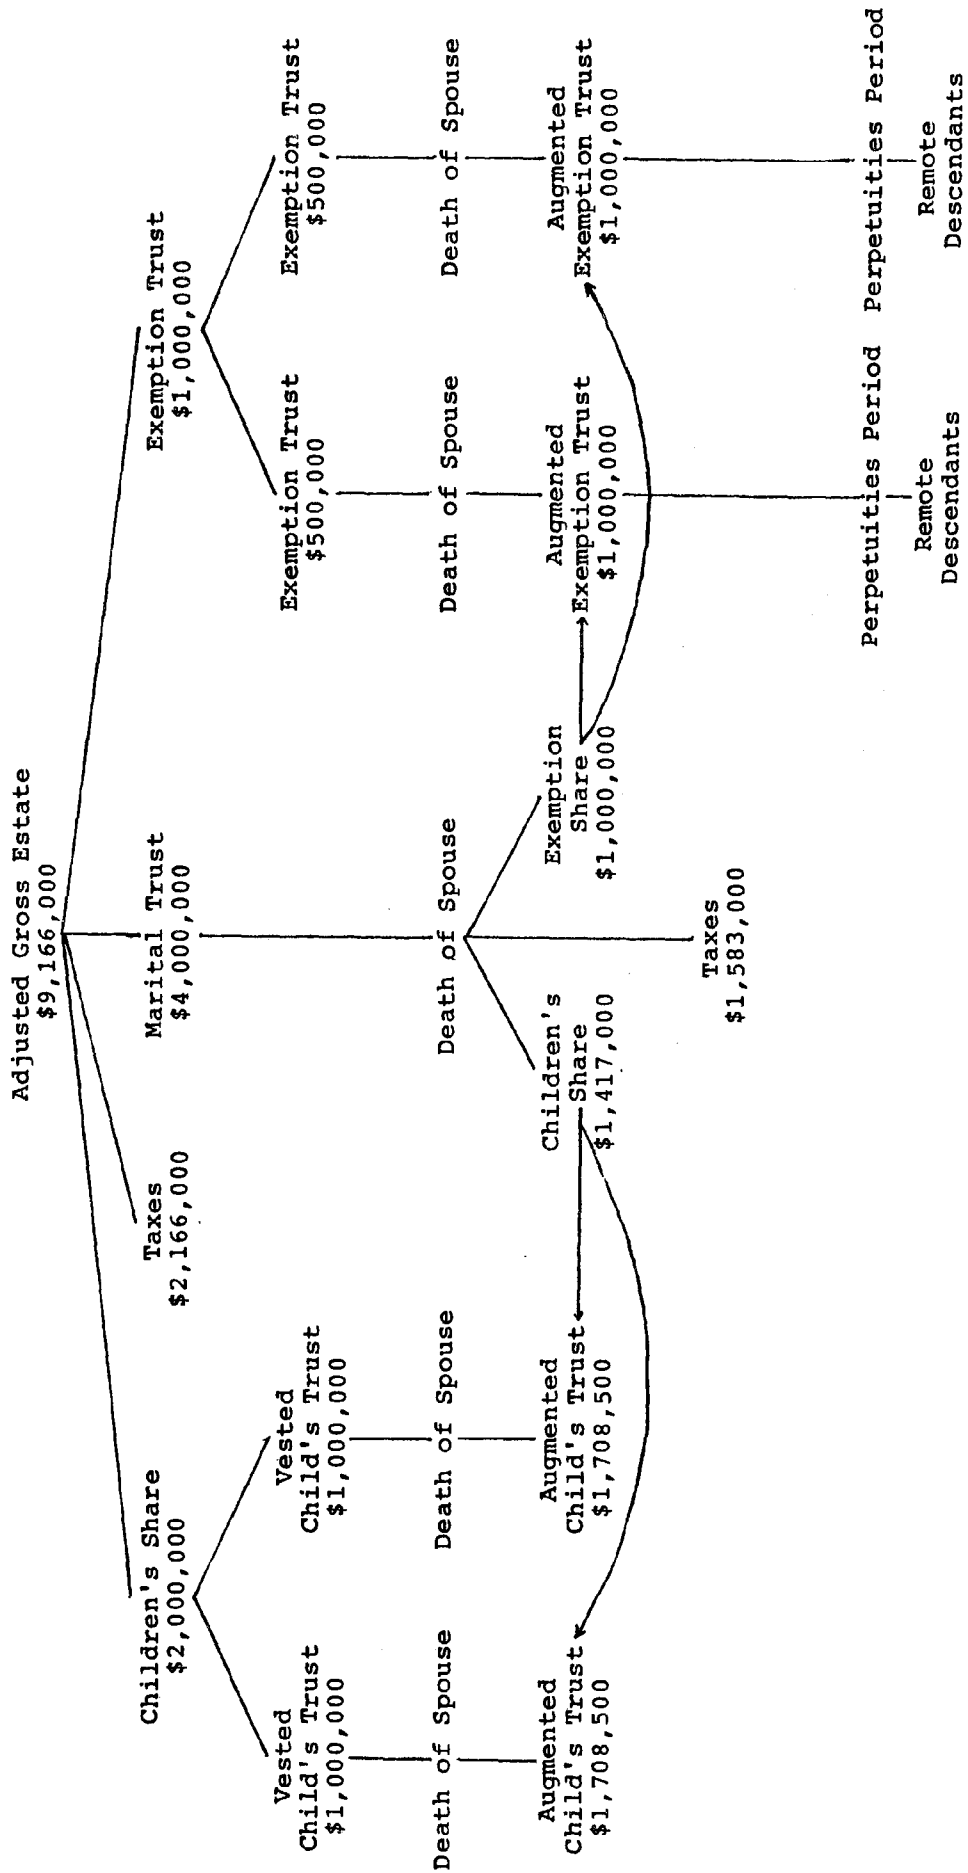 Adjusted Gross Estate
$9,166,000
Children's Share
$2,000,000
Taxes
$2,166,000
Marital Trust
$4,000,000
Exemption Trust
$1,000,000
Vested
Child's Trust
$1,000,000
Vested
Child's Trust
$1,000,000
Exemption Trust
$500,000
Exemption Trust
$500,000
Death of Spouse
Death of Spouse
Death of Spouse
Death of Spouse
Death of Spouse
Augmented
Child's Trust
$1,708,500
Augmented
Child's Trust
$1,708,500
Children's
Share
$1,417,000
Exemption
Share
$1,000,000
Augmented
Exemption Trust
$1,000,000
Augmented
Exemption Trust
$1,000,000
Taxes
$1,583,000
Perpetuities Period
Perpetuities Period
Remote
Descendants
Remote
Descendants